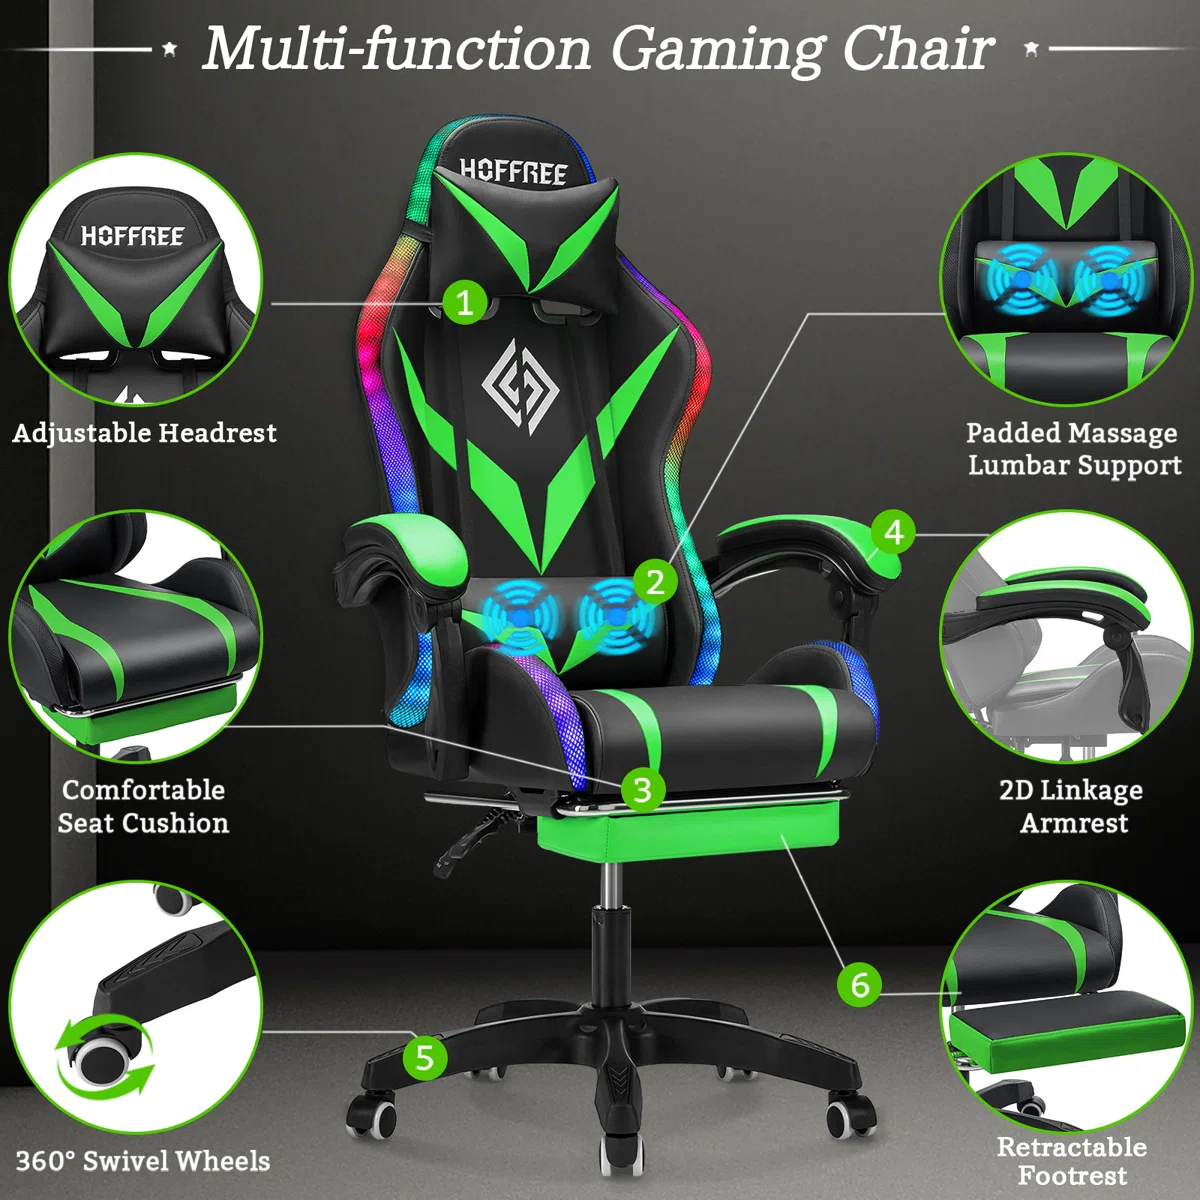 Multi-function Gaming Chair
HOFFREE
HOFFREE
1
Adjustable Headrest
Padded Massage
Lumbar Support
4
2
3
Comfortable
Seat Cushion
2D Linkage
Armrest
6
5
360° Swivel Wheels
Retractable
Footrest